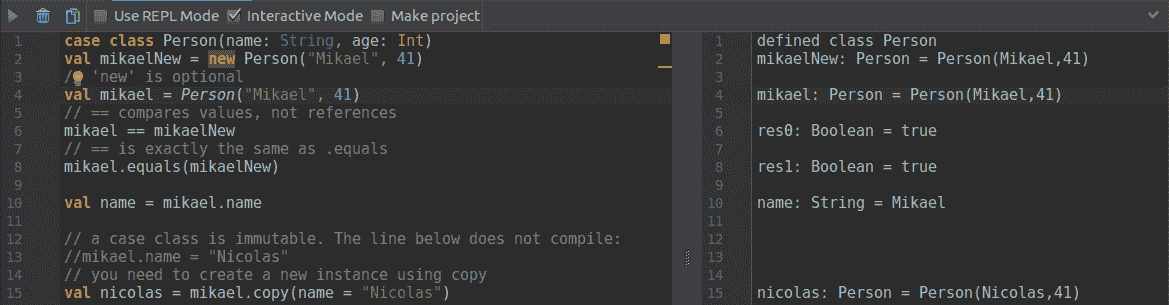 Use REPL Mode Interactive Mode Make project
1 case class Person(name: String, age: Int)
2 val mikaelNew = new Person("Mikael", 41)
3 / 'new' is optional
4 val mikael = Person("Mikael", 41)
5 // == compares values, not references
6 mikael == mikaelNew
7 // == is exactly the same as .equals
8 mikael.equals(mikaelNew)
9
10 val name = mikael.name
11
12 // a case class is immutable. The line below does not compile:
13 //mikael.name = "Nicolas"
14 // you need to create a new instance using copy
15 val nicolas = mikael.copy(name = "Nicolas")
1 defined class Person
2 mikaelNew: Person = Person(Mikael,41)
3
4 mikael: Person = Person(Mikael,41)
5
6 res0: Boolean = true
7
8 res1: Boolean = true
9
10 name: String = Mikael
11
12
13
14
15 nicolas: Person = Person(Nicolas,41)